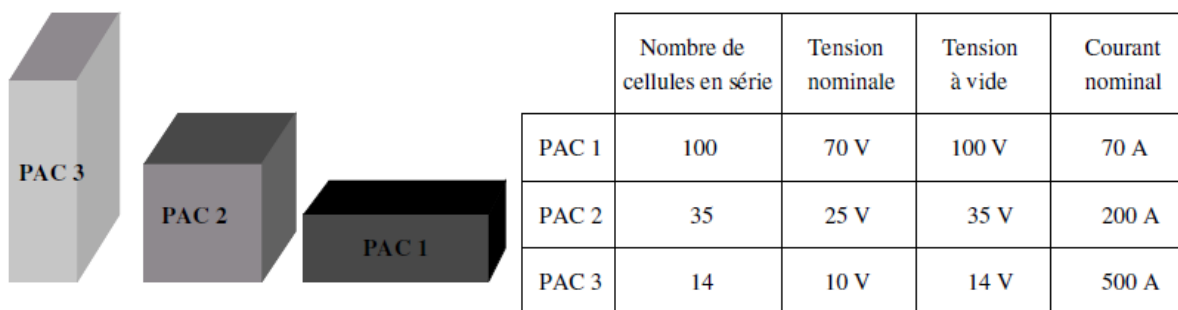 PAC 3
PAC 2
PAC 1
Nombre de cellules en série
Tension nominale
Tension à vide
Courant nominal
PAC 1 100 70 V 100 V 70 A
PAC 2 35 25 V 35 V 200 A
PAC 3 14 10 V 14 V 500 A